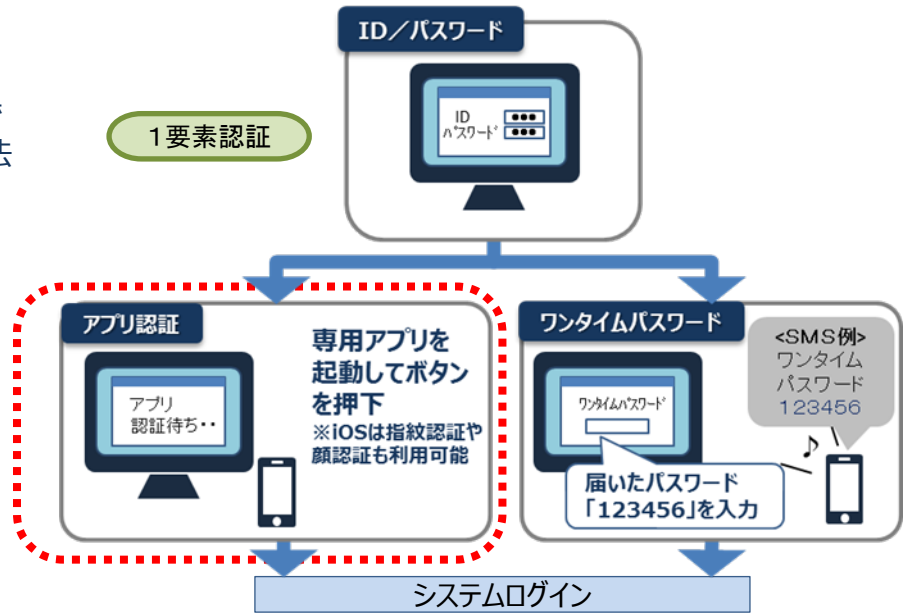 ID/パスワード
ID
パスワード
法
1要素認証
アプリ認証
アプリ
認証待ち・・
専用アプリを
起動してボタン
を押下
※iOSは指紋認証や
顔認証も利用可能
ワンタイムパスワード
ワンタイムパスワード
<SMS例>
ワンタイム
パスワード
123456
♪
届いたパスワード
「123456」を入力
システムログイン